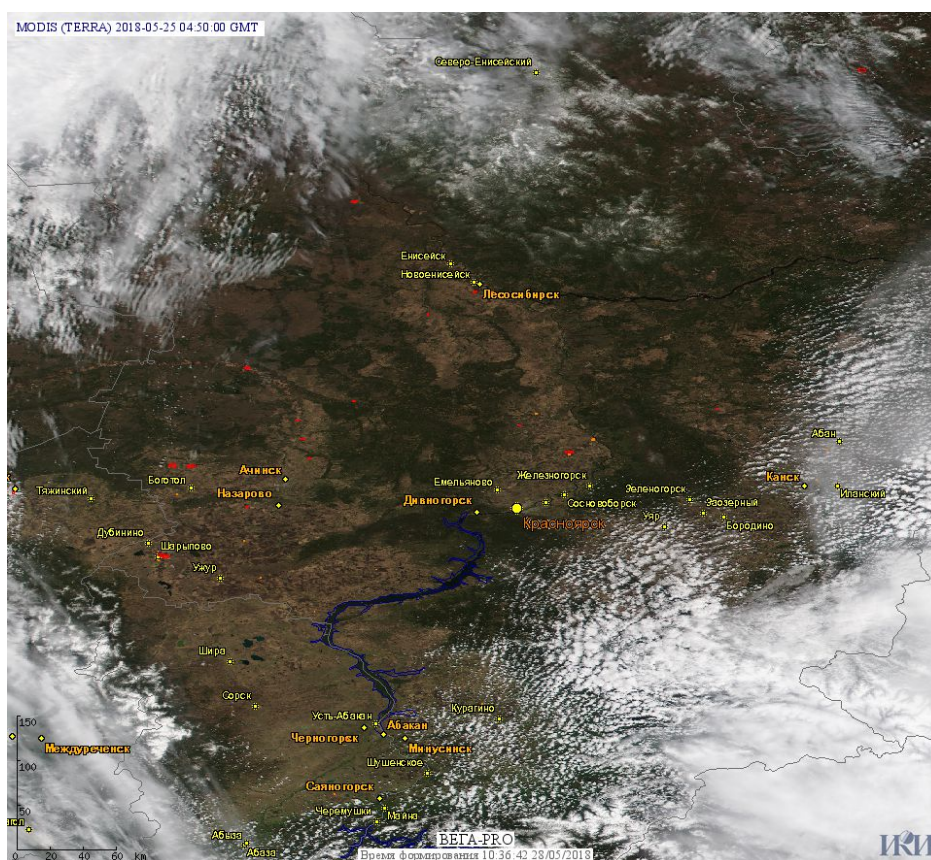 MODIS (TERRA) 2018-05-25 04:50:00 GMT
Северо-Енисейский
Енисейск
Новоенисейск
Лесосибирск
Абан
Ачинск
Боготол
Тяжинский
Назарово
Емельяново
Железногорск
Зеленогорск
Канск
Иланский
Дивногорск
Сосновоборск
Заозерный
Красноярск
Уяр
Бородино
Дубинино
Шарыпово
Ужур
Шира
Сорск
Курагино
Усть-Абакан
Абакан
Черногорск
Минусинск
150
Междуреченск
Шушенское
100
Саяногорск
50
Черемушки
Майна
Абаза
Абаза
0 20 40 60 km
ВЕГА-PRO
Время формирования 10:36:42 28/05/2018
ИКИ